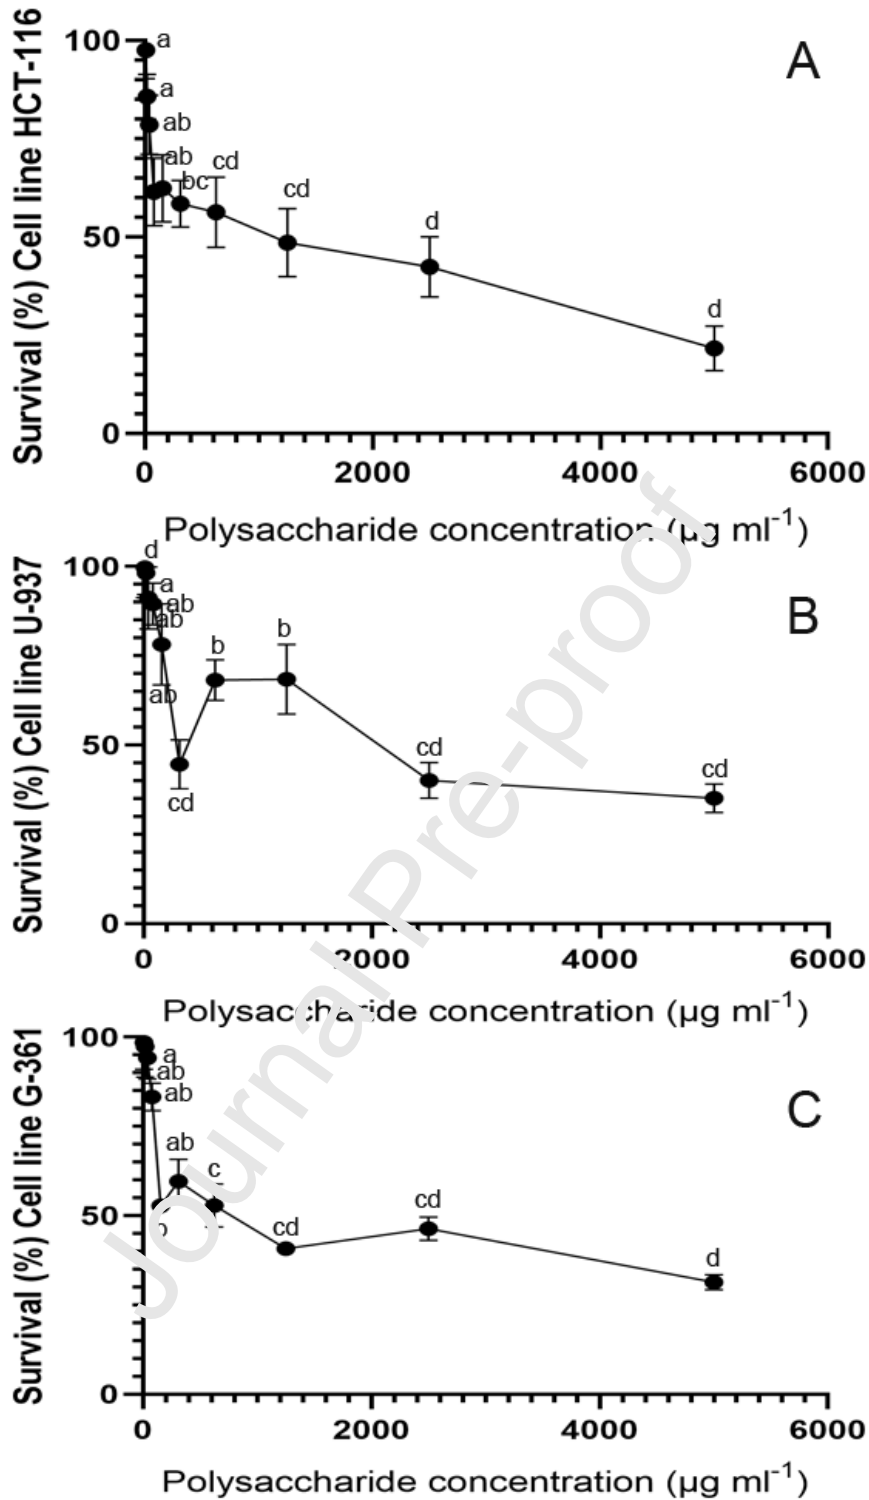 Survival (%) Cell line HCT-116
A
100
50
0
a
a
ab
ab
bc
cd
cd
d
d
0 2000 4000 6000
Polysaccharide concentration (µg ml-1)
Survival (%) Cell line U-937
B
100
50
0
d
a
ab
ab
ab
cd
b
b
cd
cd
0 2000 4000 6000
Polysaccharide concentration (µg ml-1)
Survival (%) Cell line G-361
C
100
50
0
a
ab
ab
ab
c
cd
cd
d
0 2000 4000 6000
Polysaccharide concentration (µg ml-1)
Journal Pre-proof